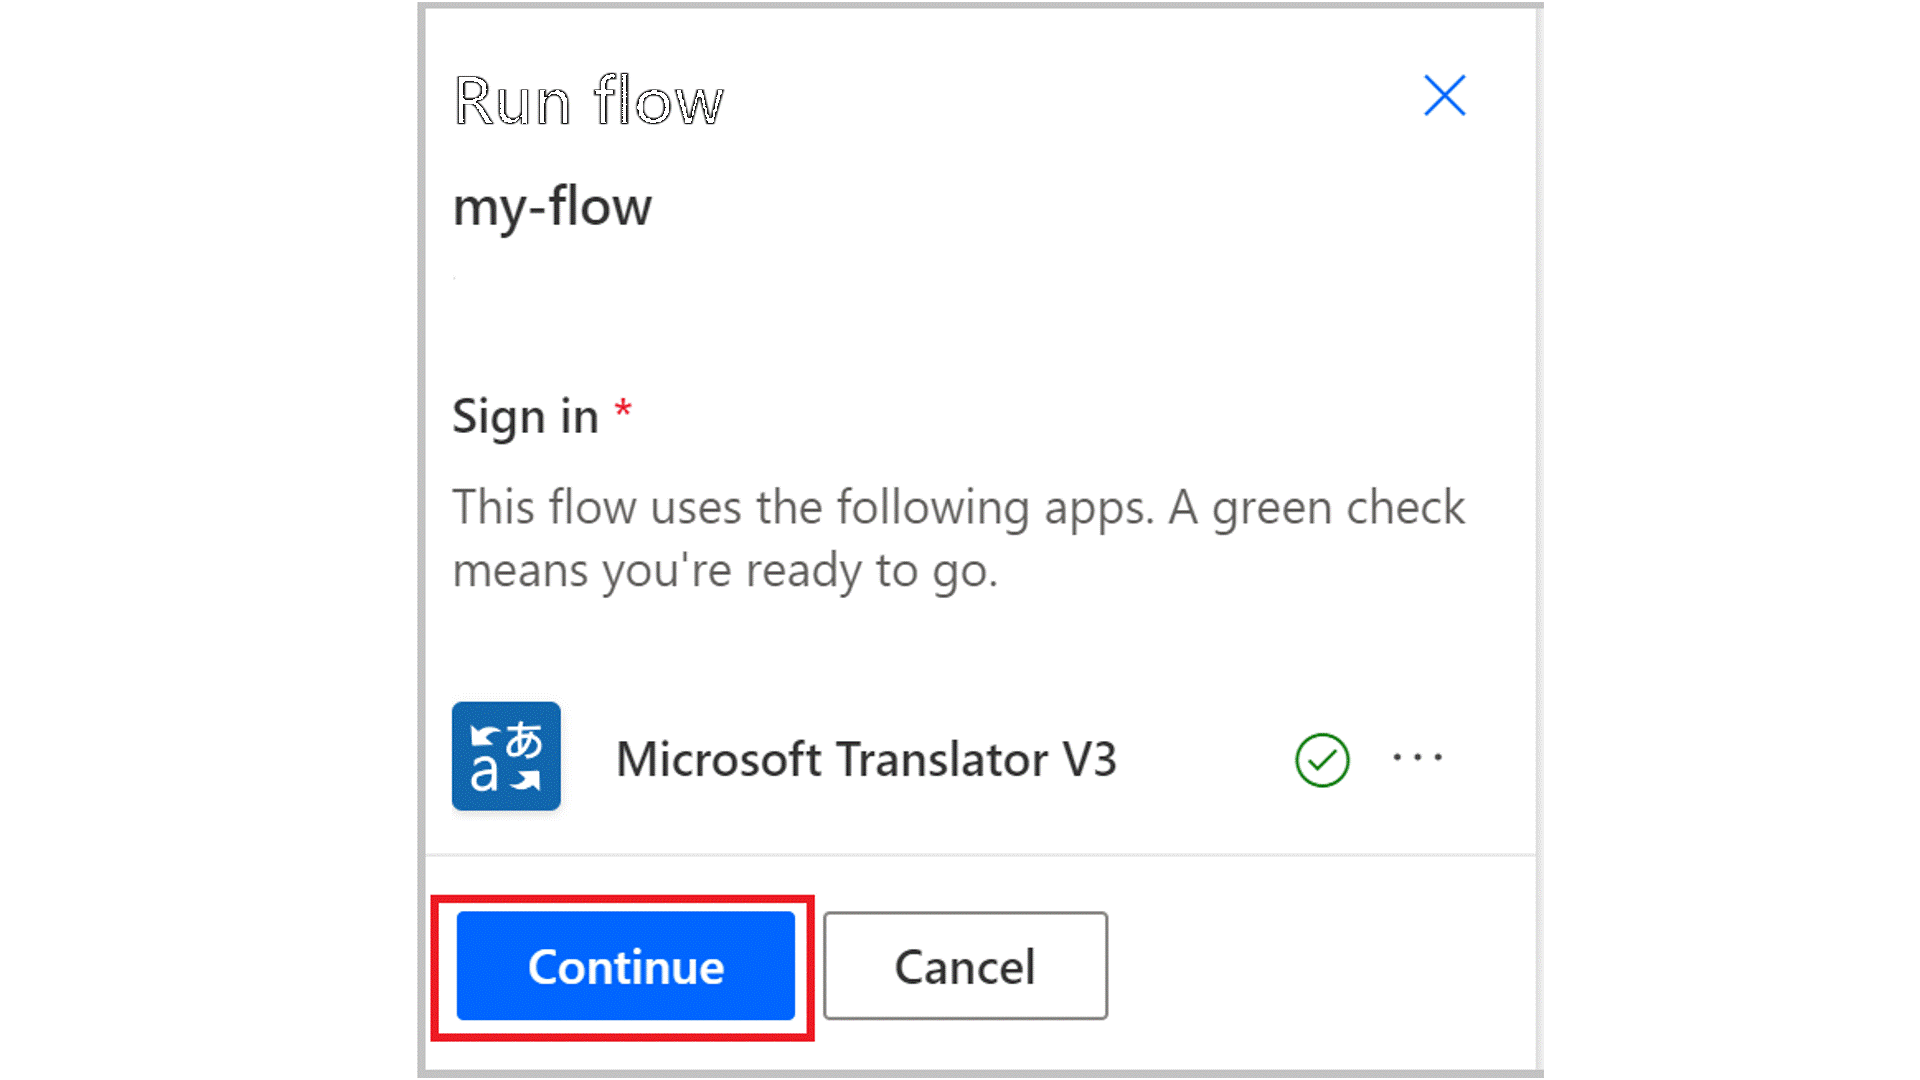 Run flow
my-flow
Sign in *
This flow uses the following apps. A green check
means you're ready to go.
あ
a
Microsoft Translator V3
Continue
Cancel